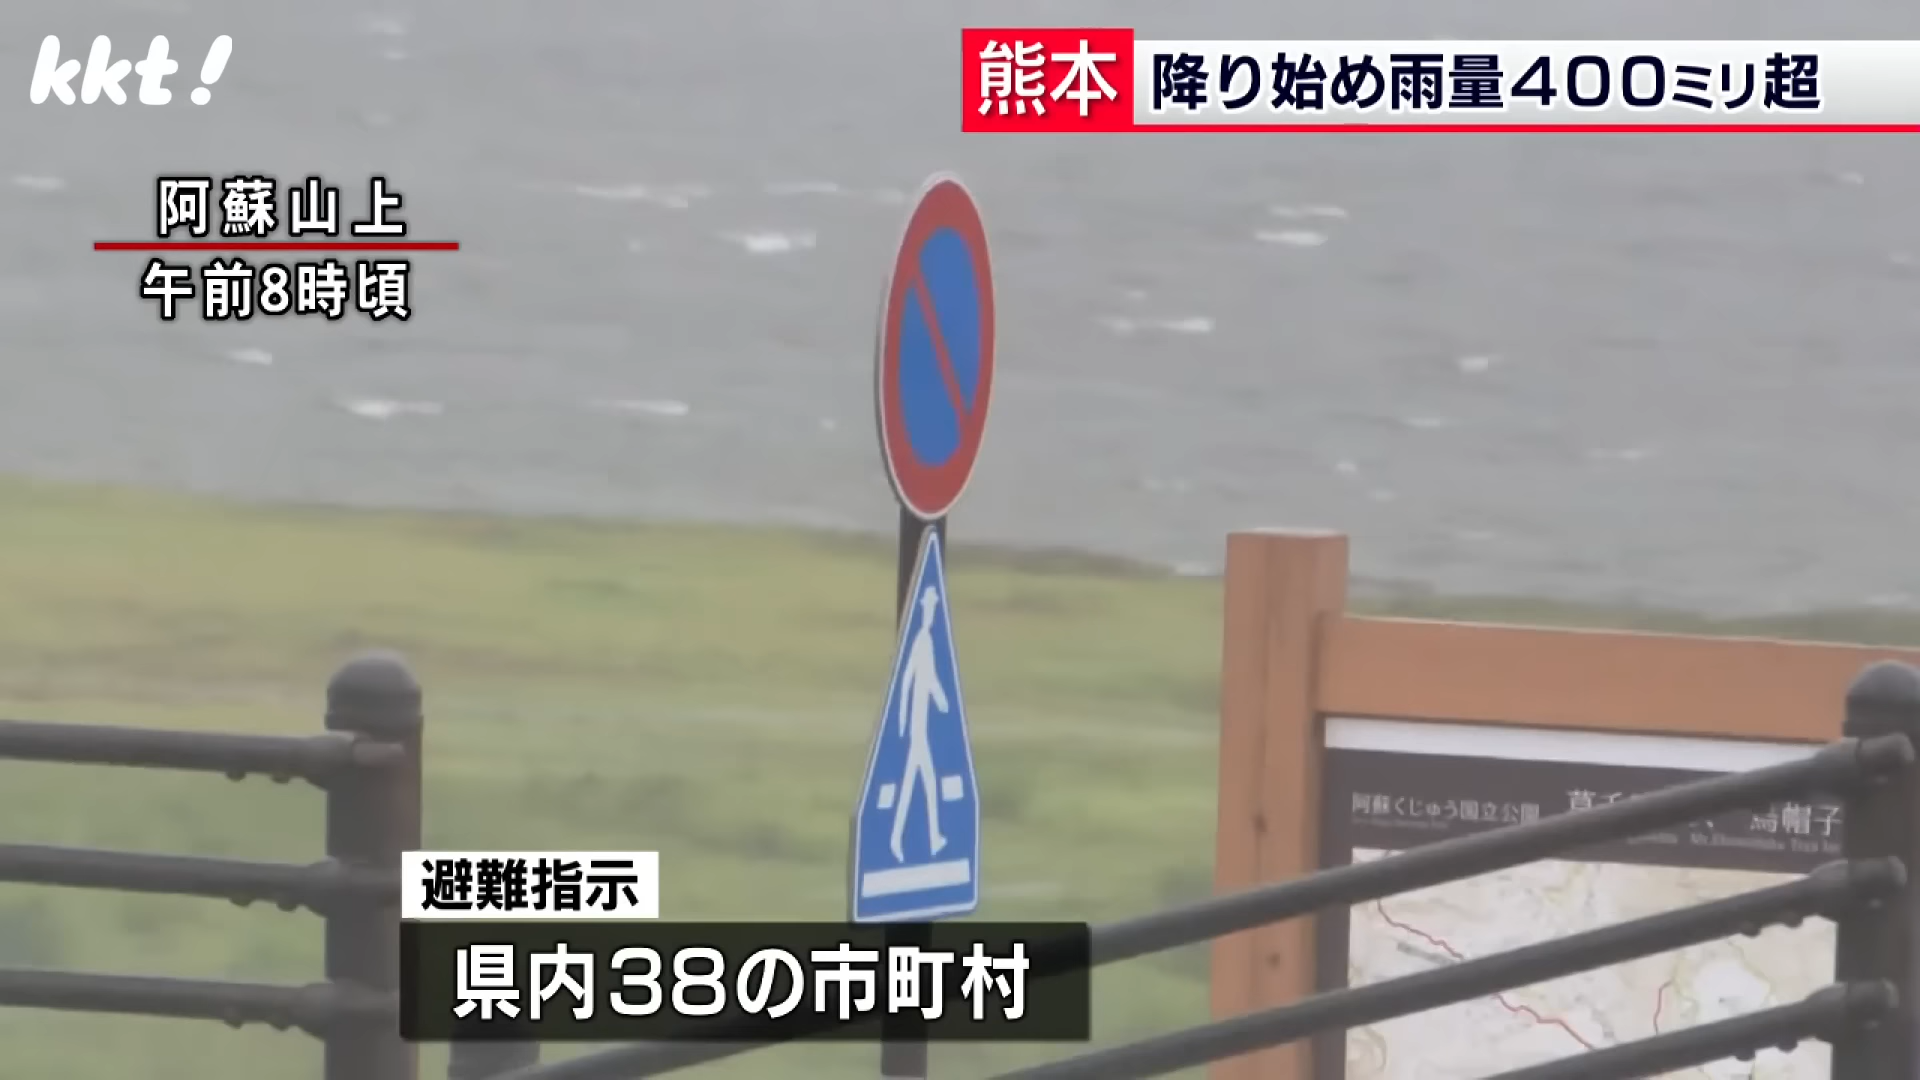 kkt!
熊本 降り始め雨量400ミリ超
阿蘇山上
午前8時頃
阿蘇くじゅう国立公園
烏帽子
避難指示
県内38の市町村